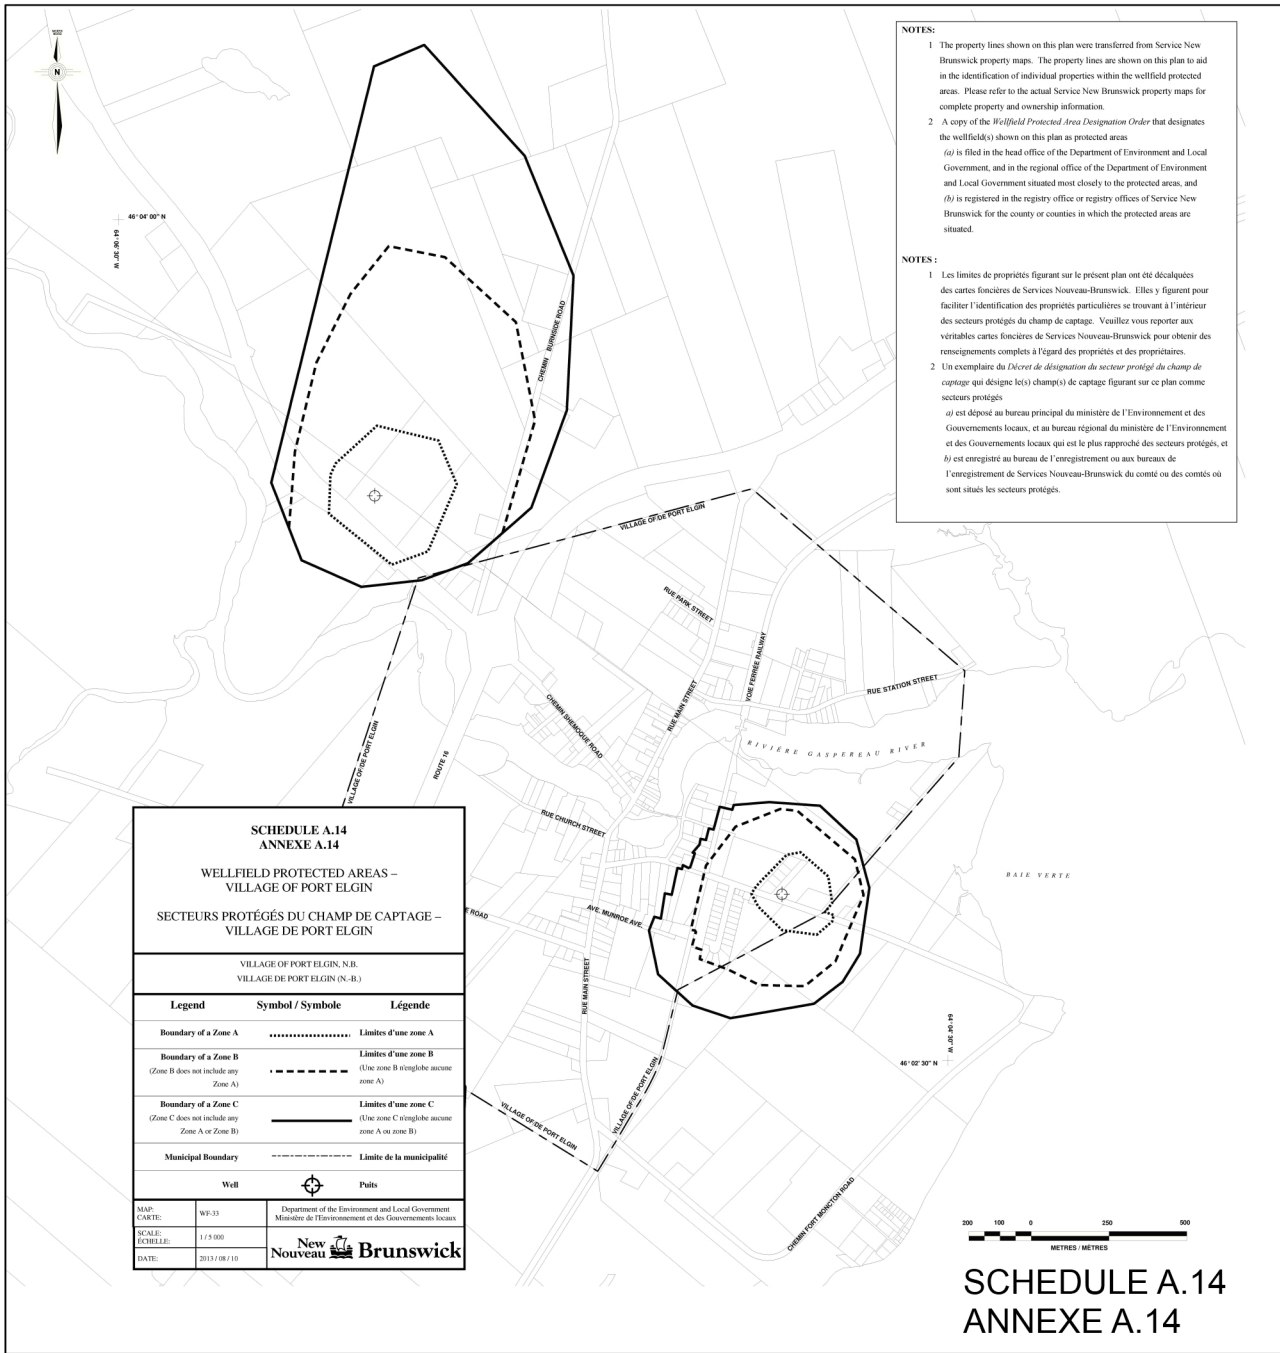 NOTES:
1 The property lines shown on this plan were transferred from Service New
Brunswick property maps. The property lines are shown on this plan to aid
in the identification of individual properties within the wellfield protected
areas. Please refer to the actual Service New Brunswick property maps for
complete property and ownership information.
2 A copy of the Wellfield Protected Area Designation Order that designates
the wellfield(s) shown on this plan as protected areas
(a) is filed in the head office of the Department of Environment and Local
Government, and in the regional office of the Department of Environment
and Local Government situated most closely to the protected areas, and
(b) is registered in the registry office or registry offices of Service New
Brunswick for the county or counties in which the protected areas are
situated.
NOTES :
1 Les limites de propriétés figurant sur le présent plan ont été décalquées
des cartes foncières de Services Nouveau-Brunswick. Elles y figurent pour
faciliter l'identification des propriétés particulières se trouvant à l'intérieur
des secteurs protégés du champ de captage. Veuillez vous reporter aux
véritables cartes foncières de Services Nouveau-Brunswick pour obtenir des
renseignements complets à l'égard des propriétés et des propriétaires.
2 Un exemplaire du Décret de désignation du secteur protégé du champ de
captage qui désigne le(s) champ(s) de captage figurant sur ce plan comme
secteurs protégés
a) est déposé au bureau principal du ministère de l'Environnement et des
Gouvernements locaux, et au bureau régional du ministère de l'Environnement
et des Gouvernements locaux qui est le plus rapproché des secteurs protégés, et
b) est enregistré au bureau de l'enregistrement ou aux bureaux de
l'enregistrement de Services Nouveau-Brunswick du comté ou des comtés où
sont situés les secteurs protégés.
N
46° 04' 00" N
64° 06' 30" W
CHEMIN BURNSIDE ROAD
VILLAGE OF/DE PORT ELGIN
RUE PARK STREET
VOIE FERRÉE RAILWAY
RUE STATION STREET
RUE MAIN STREET
CHEMIN SHEMOGUE ROAD
RIVIÈRE GASPEREAU RIVER
VILLAGE OF/DE PORT ELGIN
ROUTE 16
RUE CHURCH STREET
BAIE VERTE
E ROAD
AVE. MUNROE AVE.
RUE MAIN STREET
64° 04' 30" W
46° 02' 30" N
VILLAGE OF/DE PORT ELGIN
VILLAGE OF/DE PORT ELGIN
CHEMIN FORT MONCTON ROAD
SCHEDULE A.14
ANNEXE A.14
WELLFIELD PROTECTED AREAS –
VILLAGE OF PORT ELGIN
SECTEURS PROTÉGÉS DU CHAMP DE CAPTAGE –
VILLAGE DE PORT ELGIN
VILLAGE OF PORT ELGIN, N.B.
VILLAGE DE PORT ELGIN (N.-B.)
Legend Symbol / Symbole Légende
Boundary of a Zone A Limites d'une zone A
Boundary of a Zone B Limites d'une zone B
(Zone B does not include any (Une zone B n'englobe aucune
Zone A) zone A)
Boundary of a Zone C Limites d'une zone C
(Zone C does not include any (Une zone C n'englobe aucune
Zone A or Zone B) zone A ou zone B)
Municipal Boundary Limite de la municipalité
Well Puits
MAP: WF-33 Department of the Environment and Local Government
CARTE: Ministère de l'Environnement et des Gouvernements locaux
SCALE: 1 / 5 000
ÉCHELLE:
DATE: 2013 / 08 / 10
New
Nouveau Brunswick
200 100 0 250 500
METRES / MÈTRES
SCHEDULE A.14
ANNEXE A.14